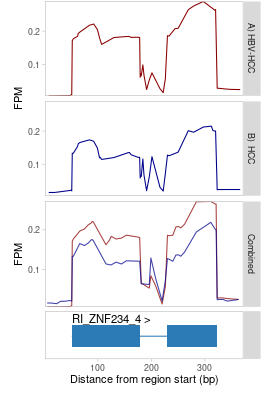 0.2
0.1
A) HBV-HCC
FPM
0.2
0.1
B) HCC
0.2
0.1
FPM
Combined
RI_ZNF234_4 >
100
200
300
Distance from region start (bp)